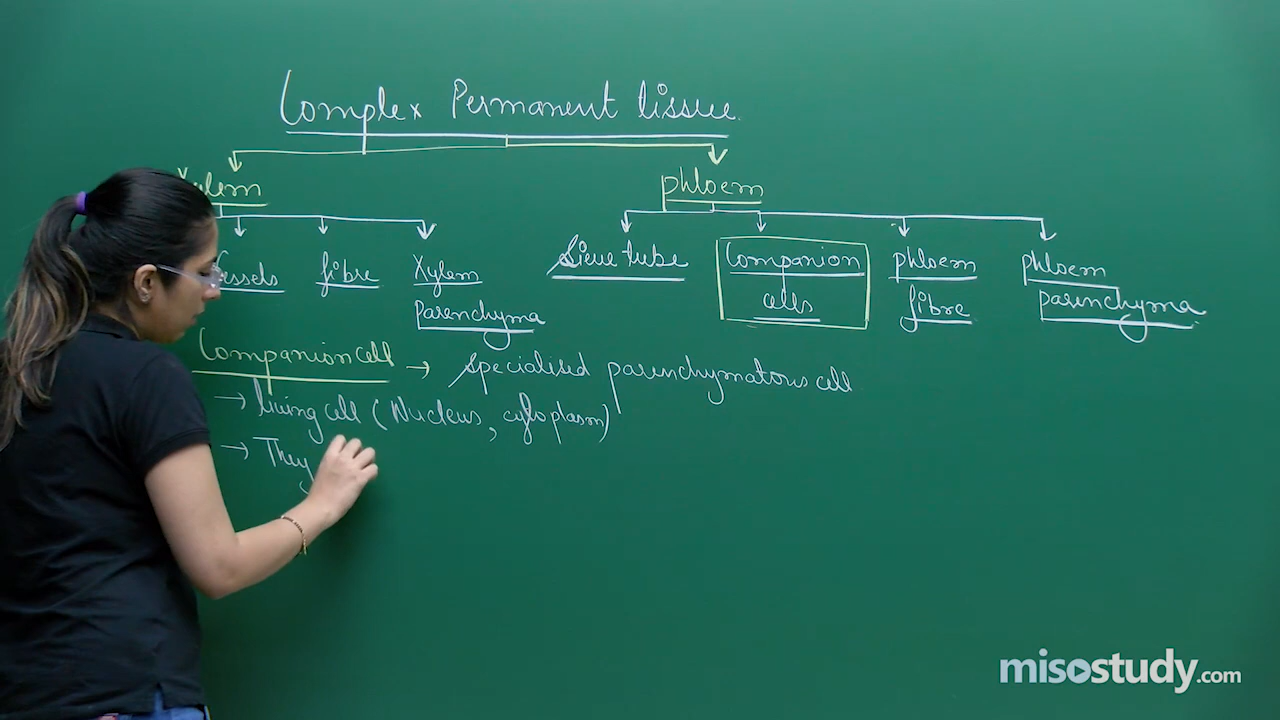 Complex Permanent tissue.
Xylem phloem
Vessels fibre Xylem parenchyma Sieve tube Companion cells phloem fibre phloem parenchyma
Companion cell → specialised parenchymatous cell
→ living cell (Nucleus, cytoplasm)
→ They
misostudy.com